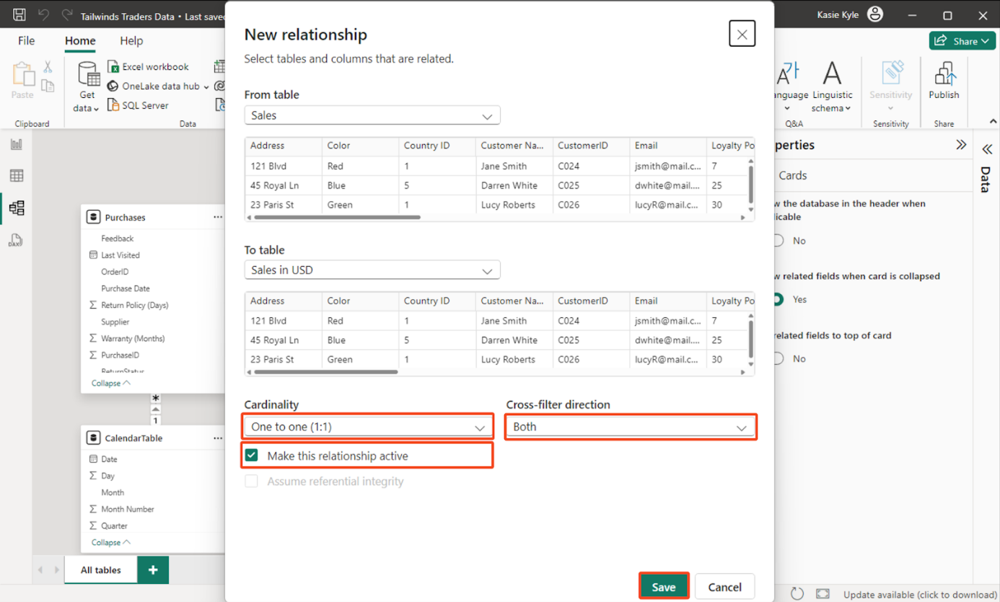 Tailwinds Traders Data • Last saved
Kasie Kyle
File
Home
Help
Share
Paste
Clipboard
Get
data
Excel workbook
OneLake data hub
SQL Server
Data
anguage
Linguistic
schema
Q&A
Sensitivity
Sensitivity
Publish
Share
New relationship
Select tables and columns that are related.
From table
Sales
Address Color Country ID Customer Na... CustomerID Email Loyalty Po
121 Blvd Red 1 Jane Smith C024 jsmith@mail.c... 7
45 Royal Ln Blue 5 Darren White C025 dwhite@mail.... 25
23 Paris St Green 1 Lucy Roberts C026 lucyR@mail.c... 30
To table
Sales in USD
Address Color Country ID Customer Na... CustomerID Email Loyalty Po
121 Blvd Red 1 Jane Smith C024 jsmith@mail.c... 7
45 Royal Ln Blue 5 Darren White C025 dwhite@mail.... 25
23 Paris St Green 1 Lucy Roberts C026 lucyR@mail.c... 30
Cardinality
One to one (1:1)
Cross-filter direction
Both
Make this relationship active
Assume referential integrity
Save
Cancel
DAX
Purchases
Feedback
Last Visited
OrderID
Purchase Date
Σ Return Policy (Days)
Supplier
Σ Warranty (Months)
Σ PurchaseID
ReturnStatus
Collapse
*
1
CalendarTable
Date
Σ Day
Month
Σ Month Number
Σ Quarter
Collapse
All tables
+
perties
Cards
w the database in the header when
licable
No
w related fields when card is collapsed
Yes
related fields to top of card
No
Data
Update available (click to download)